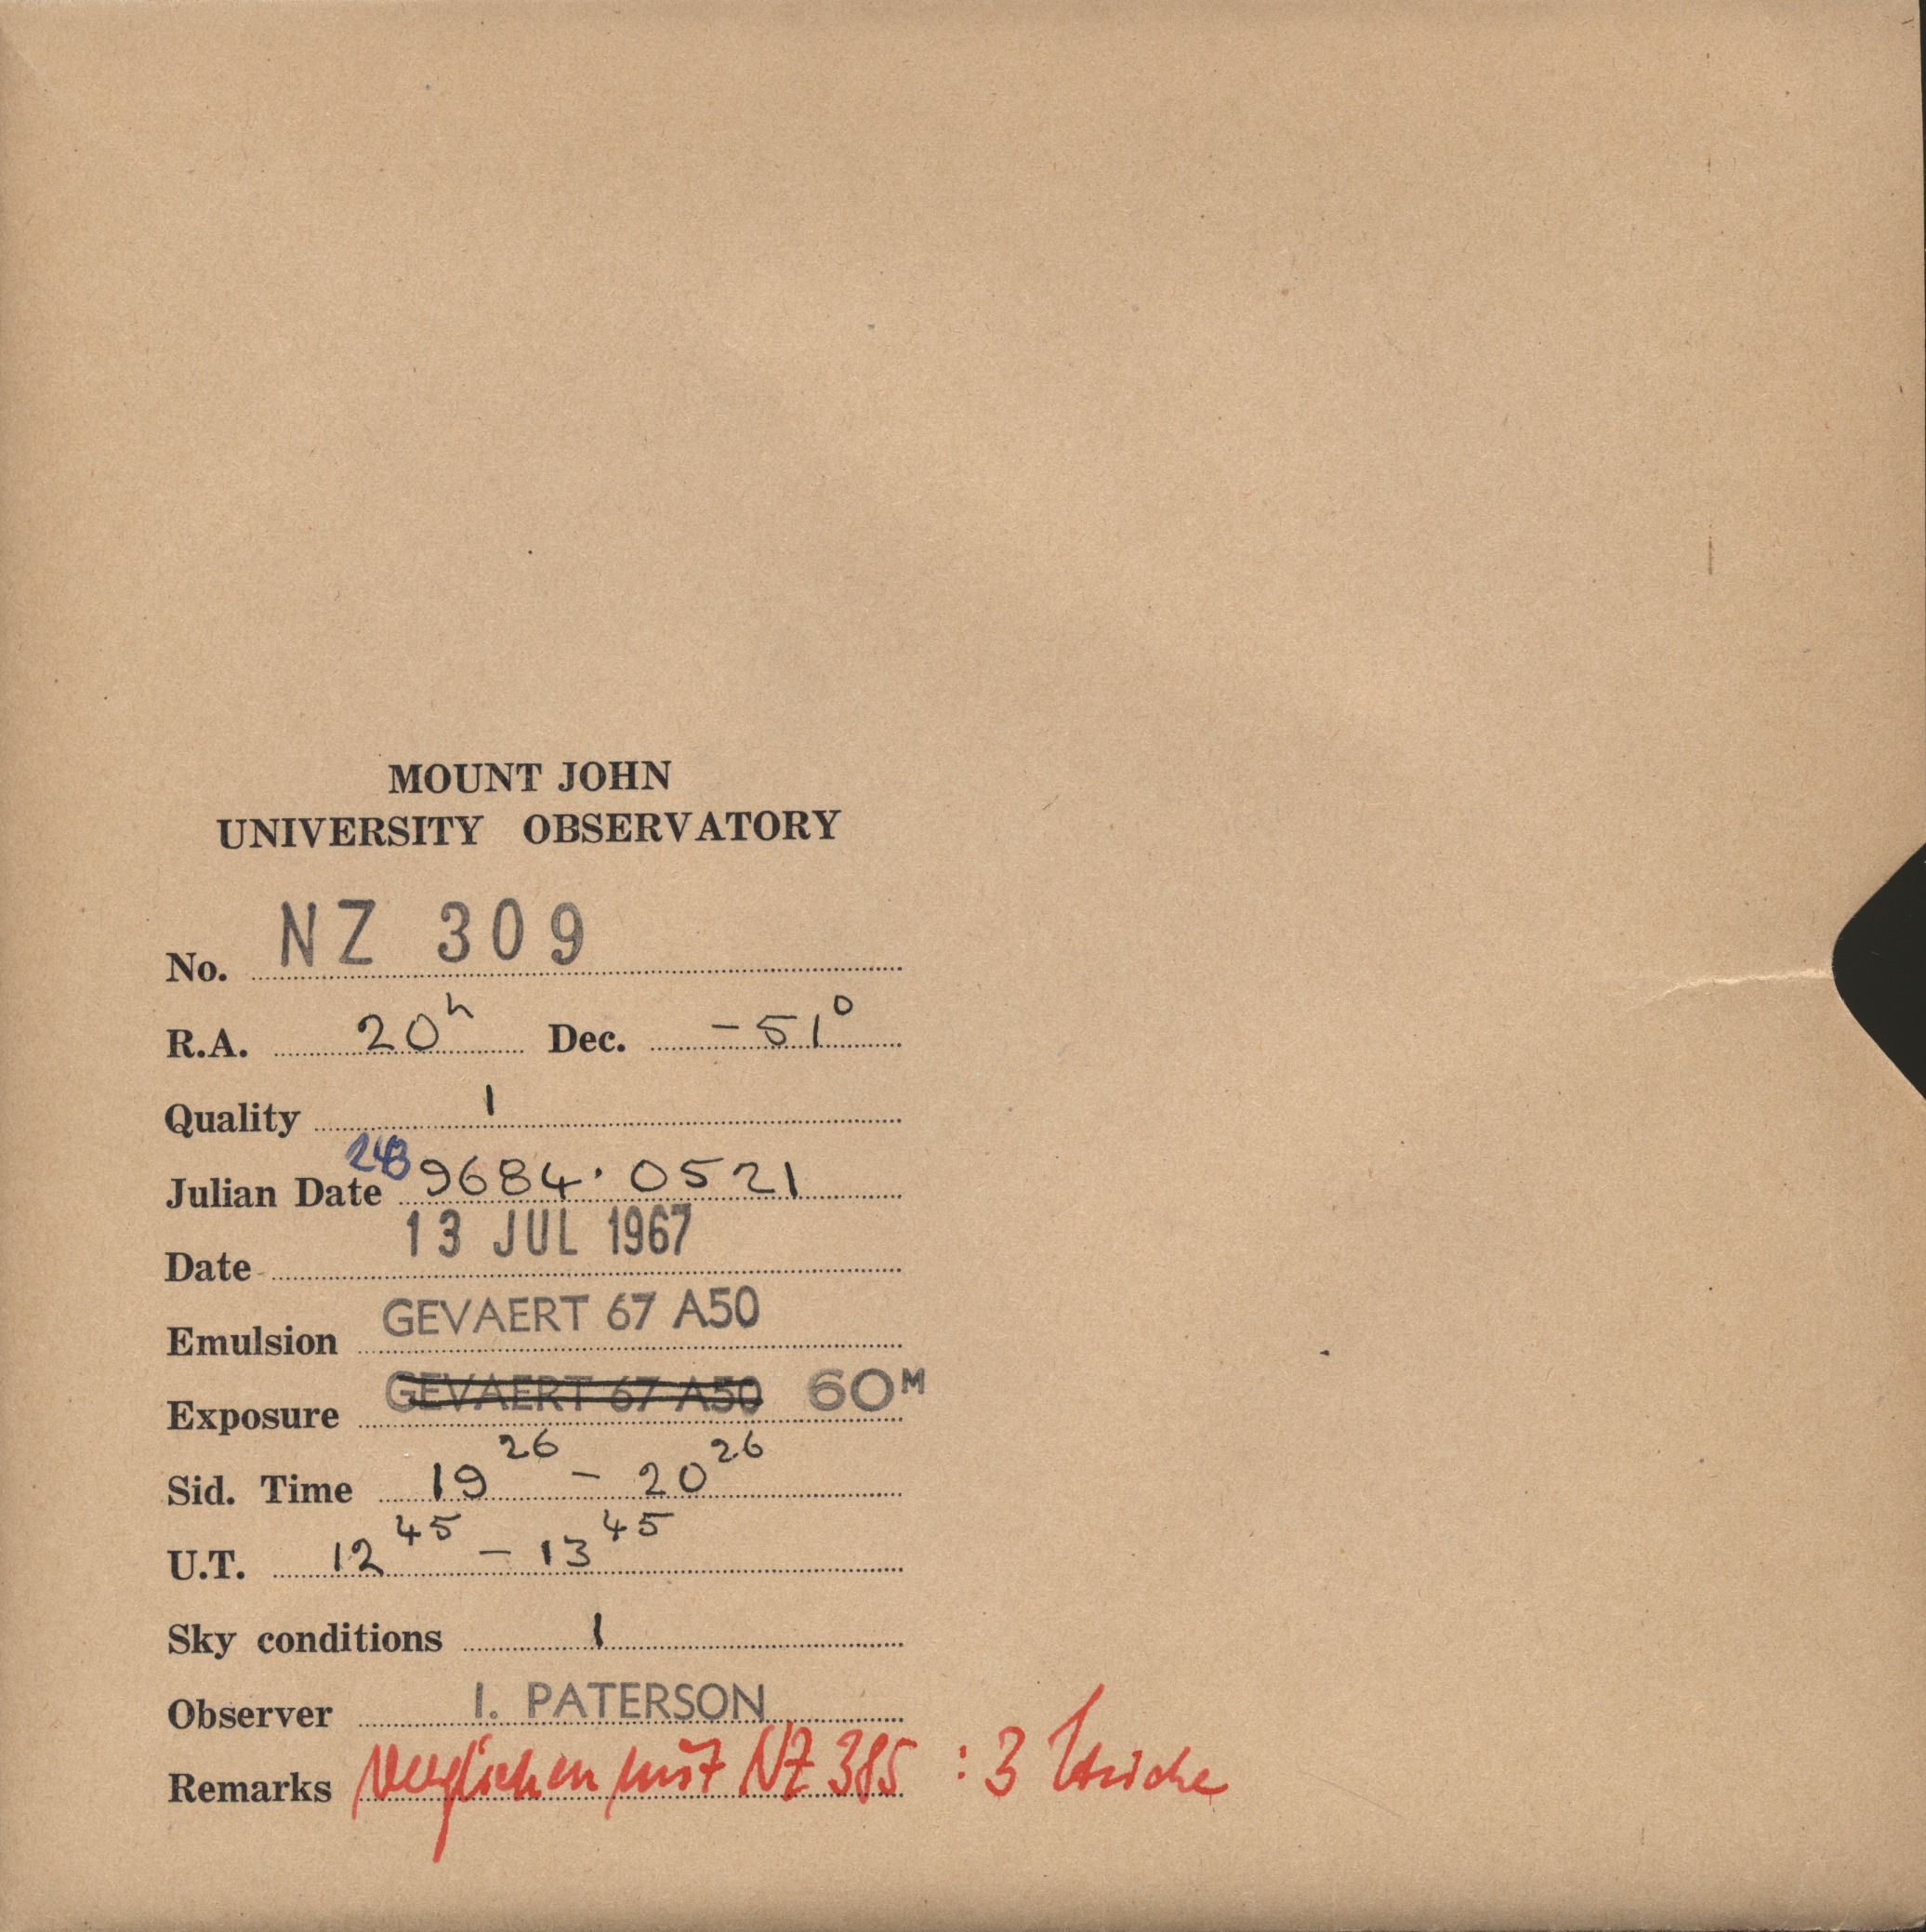 MOUNT JOHN
UNIVERSITY OBSERVATORY
No. NZ 309
R.A. 20h Dec. -51°
Quality 1
Julian Date 2439684.0521
Date 13 JUL 1967
Emulsion GEVAERT 67 A50
Exposure GEVAERT 67 A50 60M
Sid. Time 19 26 - 20 26
U.T. 12 45 - 13 45
Sky conditions 1
Observer I. PATERSON
Remarks Verglichen mit NZ 385 : 3 Striche